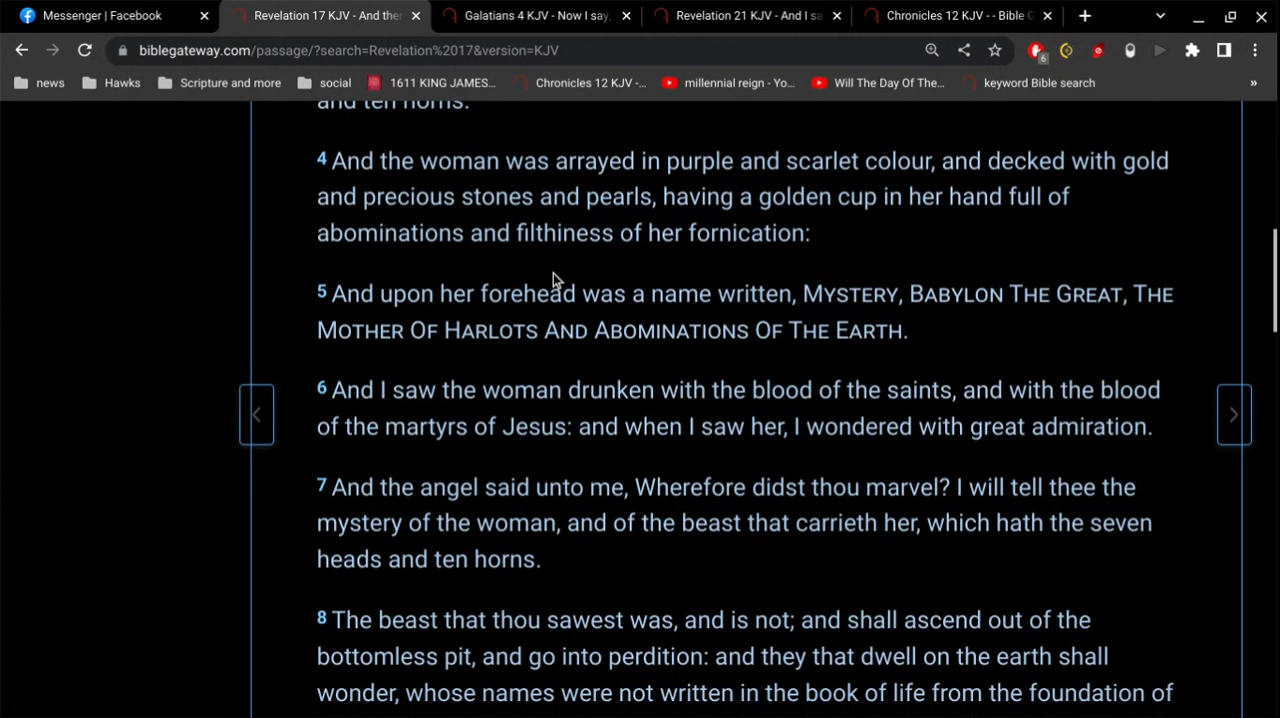 Messenger | Facebook
Revelation 17 KJV - And ther
Galatians 4 KJV - Now I say,
Revelation 21 KJV - And I sa
Chronicles 12 KJV - - Bible G
biblegateway.com/passage/?search=Revelation%2017&version=KJV
6
news
Hawks
Scripture and more
social
1611 KING JAMES...
Chronicles 12 KJV -...
millennial reign - Yo...
Will The Day Of The...
keyword Bible search
»
and ten horns.
4 And the woman was arrayed in purple and scarlet colour, and decked with gold
and precious stones and pearls, having a golden cup in her hand full of
abominations and filthiness of her fornication:
5 And upon her forehead was a name written, MYSTERY, BABYLON THE GREAT, THE
MOTHER OF HARLOTS AND ABOMINATIONS OF THE EARTH.
6 And I saw the woman drunken with the blood of the saints, and with the blood
of the martyrs of Jesus: and when I saw her, I wondered with great admiration.
7 And the angel said unto me, Wherefore didst thou marvel? I will tell thee the
mystery of the woman, and of the beast that carrieth her, which hath the seven
heads and ten horns.
8 The beast that thou sawest was, and is not; and shall ascend out of the
bottomless pit, and go into perdition: and they that dwell on the earth shall
wonder, whose names were not written in the book of life from the foundation of